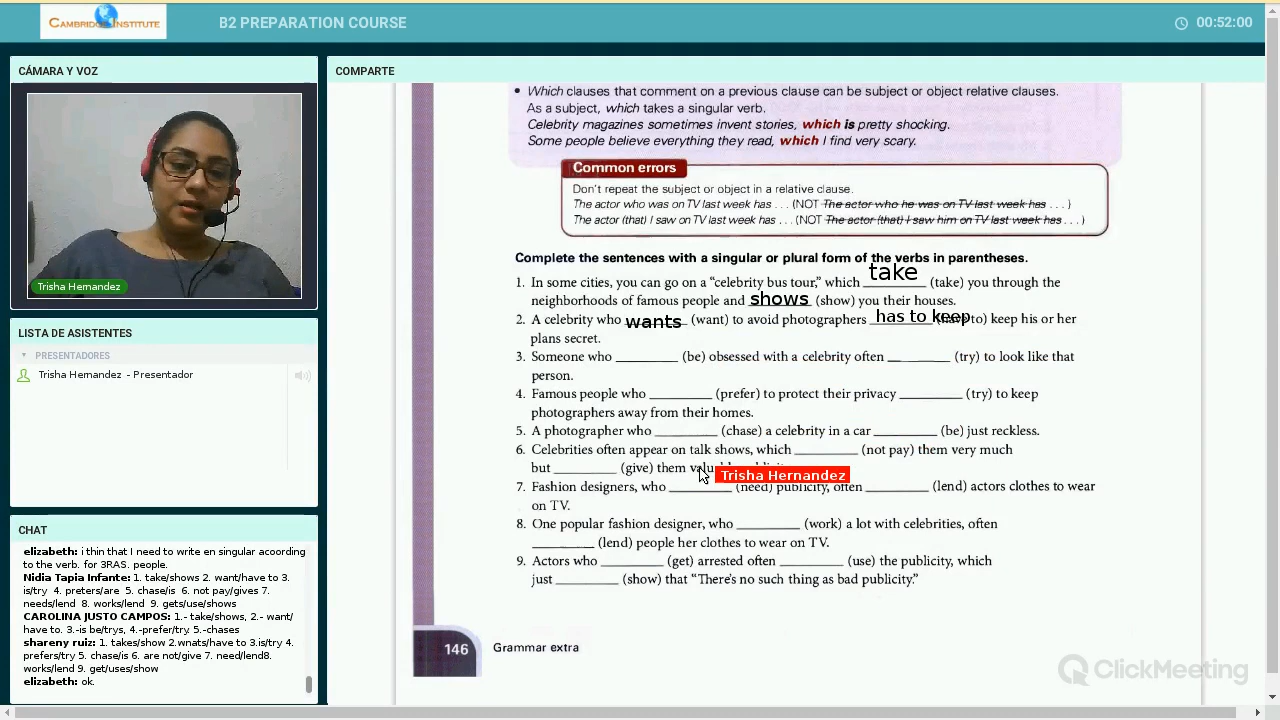 CAMBRIDGE INSTITUTE
B2 PREPARATION COURSE
00:52:00
CÁMARA Y VOZ
Trisha Hernandez
LISTA DE ASISTENTES
PRESENTADORES
Trisha Hernandez - Presentador
CHAT
elizabeth: i thin that I need to write en singular acoording
to the verb. for 3RAS. people.
Nidia Tapia Infante: 1. take/shows 2. want/have to 3.
is/try 4. preters/are 5. chase/is 6. not pay/gives 7.
needs/lend 8. works/lend 9. gets/use/shows
CAROLINA JUSTO CAMPOS: 1.- take/shows, 2.- want/
have to. 3.-is be/trys, 4.-prefer/try. 5.-chases
shareny ruiz: 1. takes/show 2.wnats/have to 3.is/try 4.
prefers/try 5. chase/is 6. are not/give 7. need/lend8.
works/lend 9. get/uses/show
elizabeth: ok.
COMPARTE
• Which clauses that comment on a previous clause can be subject or object relative clauses.
As a subject, which takes a singular verb.
Celebrity magazines sometimes invent stories, which is pretty shocking.
Some people believe everything they read, which I find very scary.
Common errors
Don't repeat the subject or object in a relative clause.
The actor who was on TV last week has . . . (NOT The actor who he was on TV last week has . . . )
The actor (that) I saw on TV last week has . . . (NOT The actor (that) I saw him on TV last week has . . . )
Complete the sentences with a singular or plural form of the verbs in parentheses.
1. In some cities, you can go on a "celebrity bus tour," which take (take) you through the
neighborhoods of famous people and shows (show) you their houses.
2. A celebrity who wants (want) to avoid photographers has to keep (have to) keep his or her
plans secret.
3. Someone who ________ (be) obsessed with a celebrity often ________ (try) to look like that
person.
4. Famous people who ________ (prefer) to protect their privacy ________ (try) to keep
photographers away from their homes.
5. A photographer who ________ (chase) a celebrity in a car ________ (be) just reckless.
6. Celebrities often appear on talk shows, which ________ (not pay) them very much
but ________ (give) them
Trisha Hernandez
7. Fashion designers, who ________ (need) publicity, often ________ (lend) actors clothes to wear
on TV.
8. One popular fashion designer, who ________ (work) a lot with celebrities, often
________ (lend) people her clothes to wear on TV.
9. Actors who ________ (get) arrested often ________ (use) the publicity, which
just ________ (show) that "There's no such thing as bad publicity."
146 Grammar extra
ClickMeeting